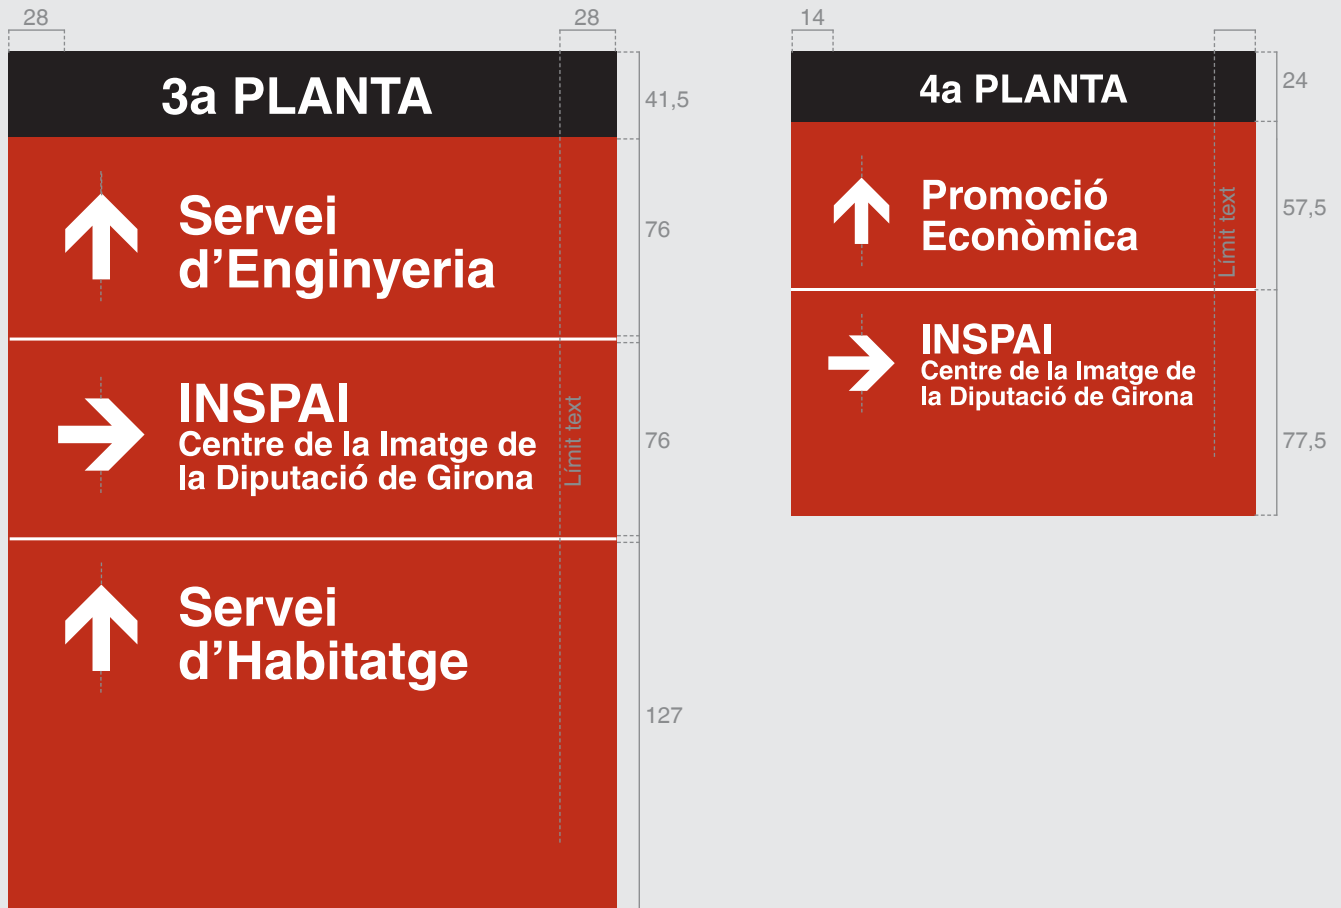 28
28
3a PLANTA
41,5
Servei
d’Enginyeria
76
INSPAI
Centre de la Imatge de
la Diputació de Girona
Límit text
76
Servei
d’Habitatge
127
14
4a PLANTA
24
Promoció
Econòmica
Límit text
57,5
INSPAI
Centre de la Imatge de
la Diputació de Girona
77,5